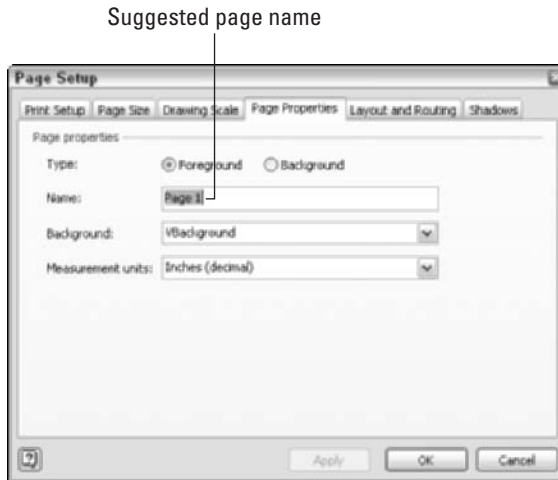 Suggested page name
Page Setup
Print Setup Page Size Drawing Scale Page Properties Layout and Routing Shadows
Page properties
Type: Foreground Background
Name: Page 1
Background: VBackground
Measurement units: Inches (decimal)
? Apply OK Cancel